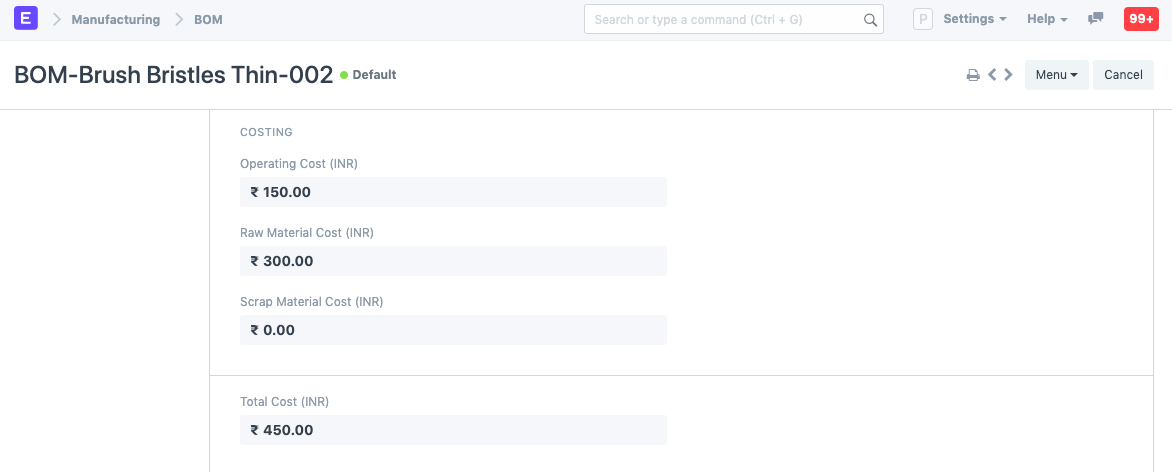 E Manufacturing BOM Search or type a command (Ctrl + G) P Settings Help 99+
BOM-Brush Bristles Thin-002 Default Menu Cancel
COSTING
Operating Cost (INR)
₹ 150.00
Raw Material Cost (INR)
₹ 300.00
Scrap Material Cost (INR)
₹ 0.00
Total Cost (INR)
₹ 450.00